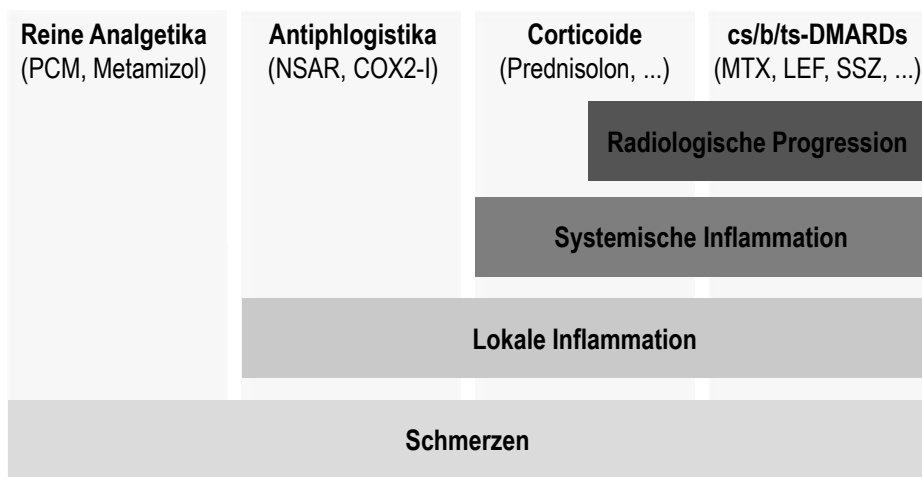 Reine Analgetika
(PCM, Metamizol)
Antiphlogistika
(NSAR, COX2-I)
Corticoide
(Prednisolon, ...)
cs/b/ts-DMARDs
(MTX, LEF, SSZ, ...)
Radiologische Progression
Systemische Inflammation
Lokale Inflammation
Schmerzen